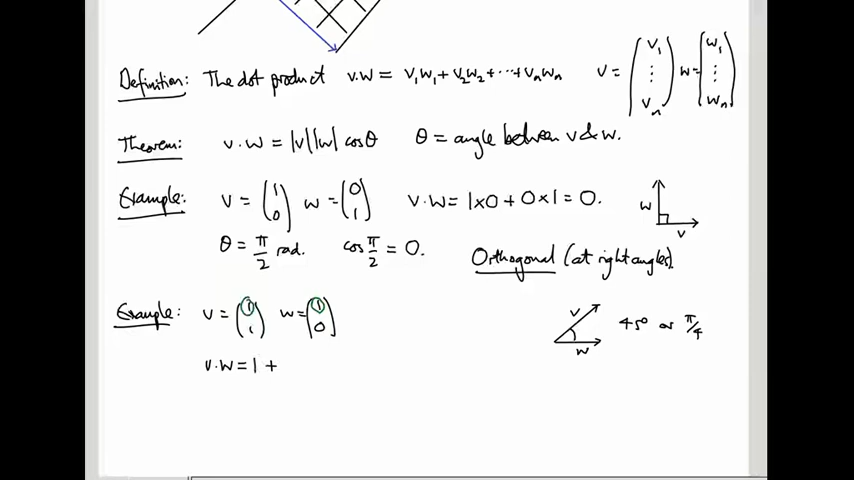 Definition: The dot product v.w = v₁w₁ + v₂w₂ + ... + vₙwₙ v = (v₁ ⋮ vₙ) w = (w₁ ⋮ wₙ)
Theorem: v.w = |v||w| cosθ θ = angle between v & w.
Example: v = (1 0) w = (0 1) v.w = 1×0 + 0×1 = 0. w v
θ = π/2 rad. cos π/2 = 0. Orthogonal (at right angles).
Example: v = (1 1) w = (1 0) v w 45° or π/4
v.w = 1 +